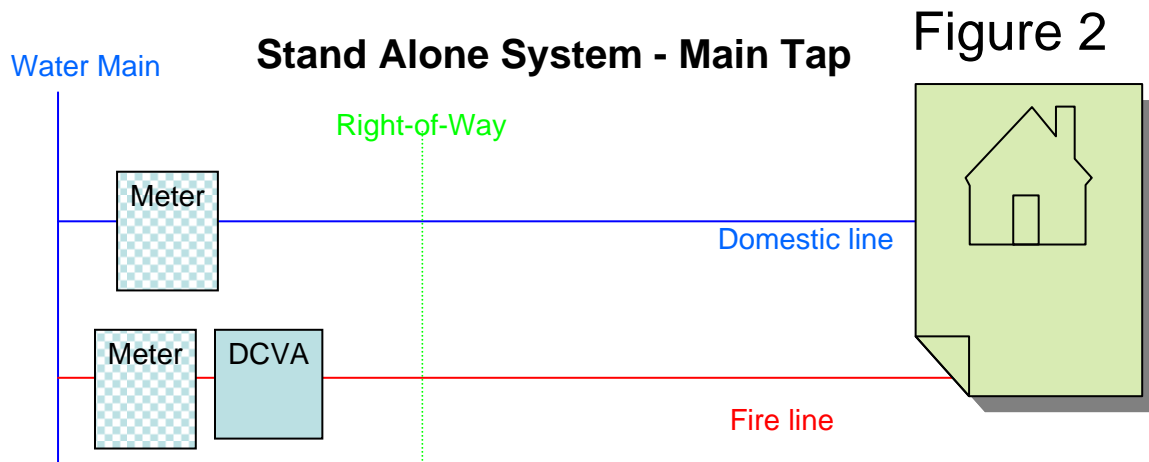 Figure 2
Stand Alone System - Main Tap
Water Main
Right-of-Way
Meter
Domestic line
Meter
DCVA
Fire line